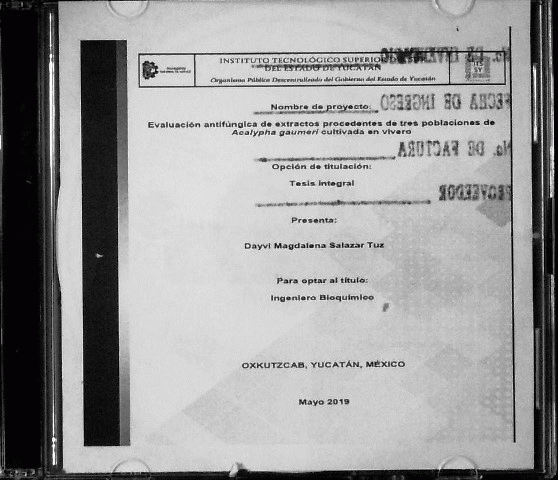 INSTITUTO TECNOLÓGICO SUPERIOR
DEL ESTADO DE YUCATÁN
Organismo Público Descentralizado del Gobierno del Estado de Yucatán
No. DE INVENTARIO
Nombre de proyecto:
FECHA DE INGRESO
Evaluación antifúngica de extractos procedentes de tres poblaciones de
Acalypha gaumeri cultivada en vivero
No. DE FACTURA
Opción de titulación:
Tesis integral
PROVEEDOR
Presenta:
Dayvi Magdalena Salazar Tuz
Para optar al título:
Ingeniero Bioquímico
OXKUTZCAB, YUCATÁN, MÉXICO
Mayo 2019